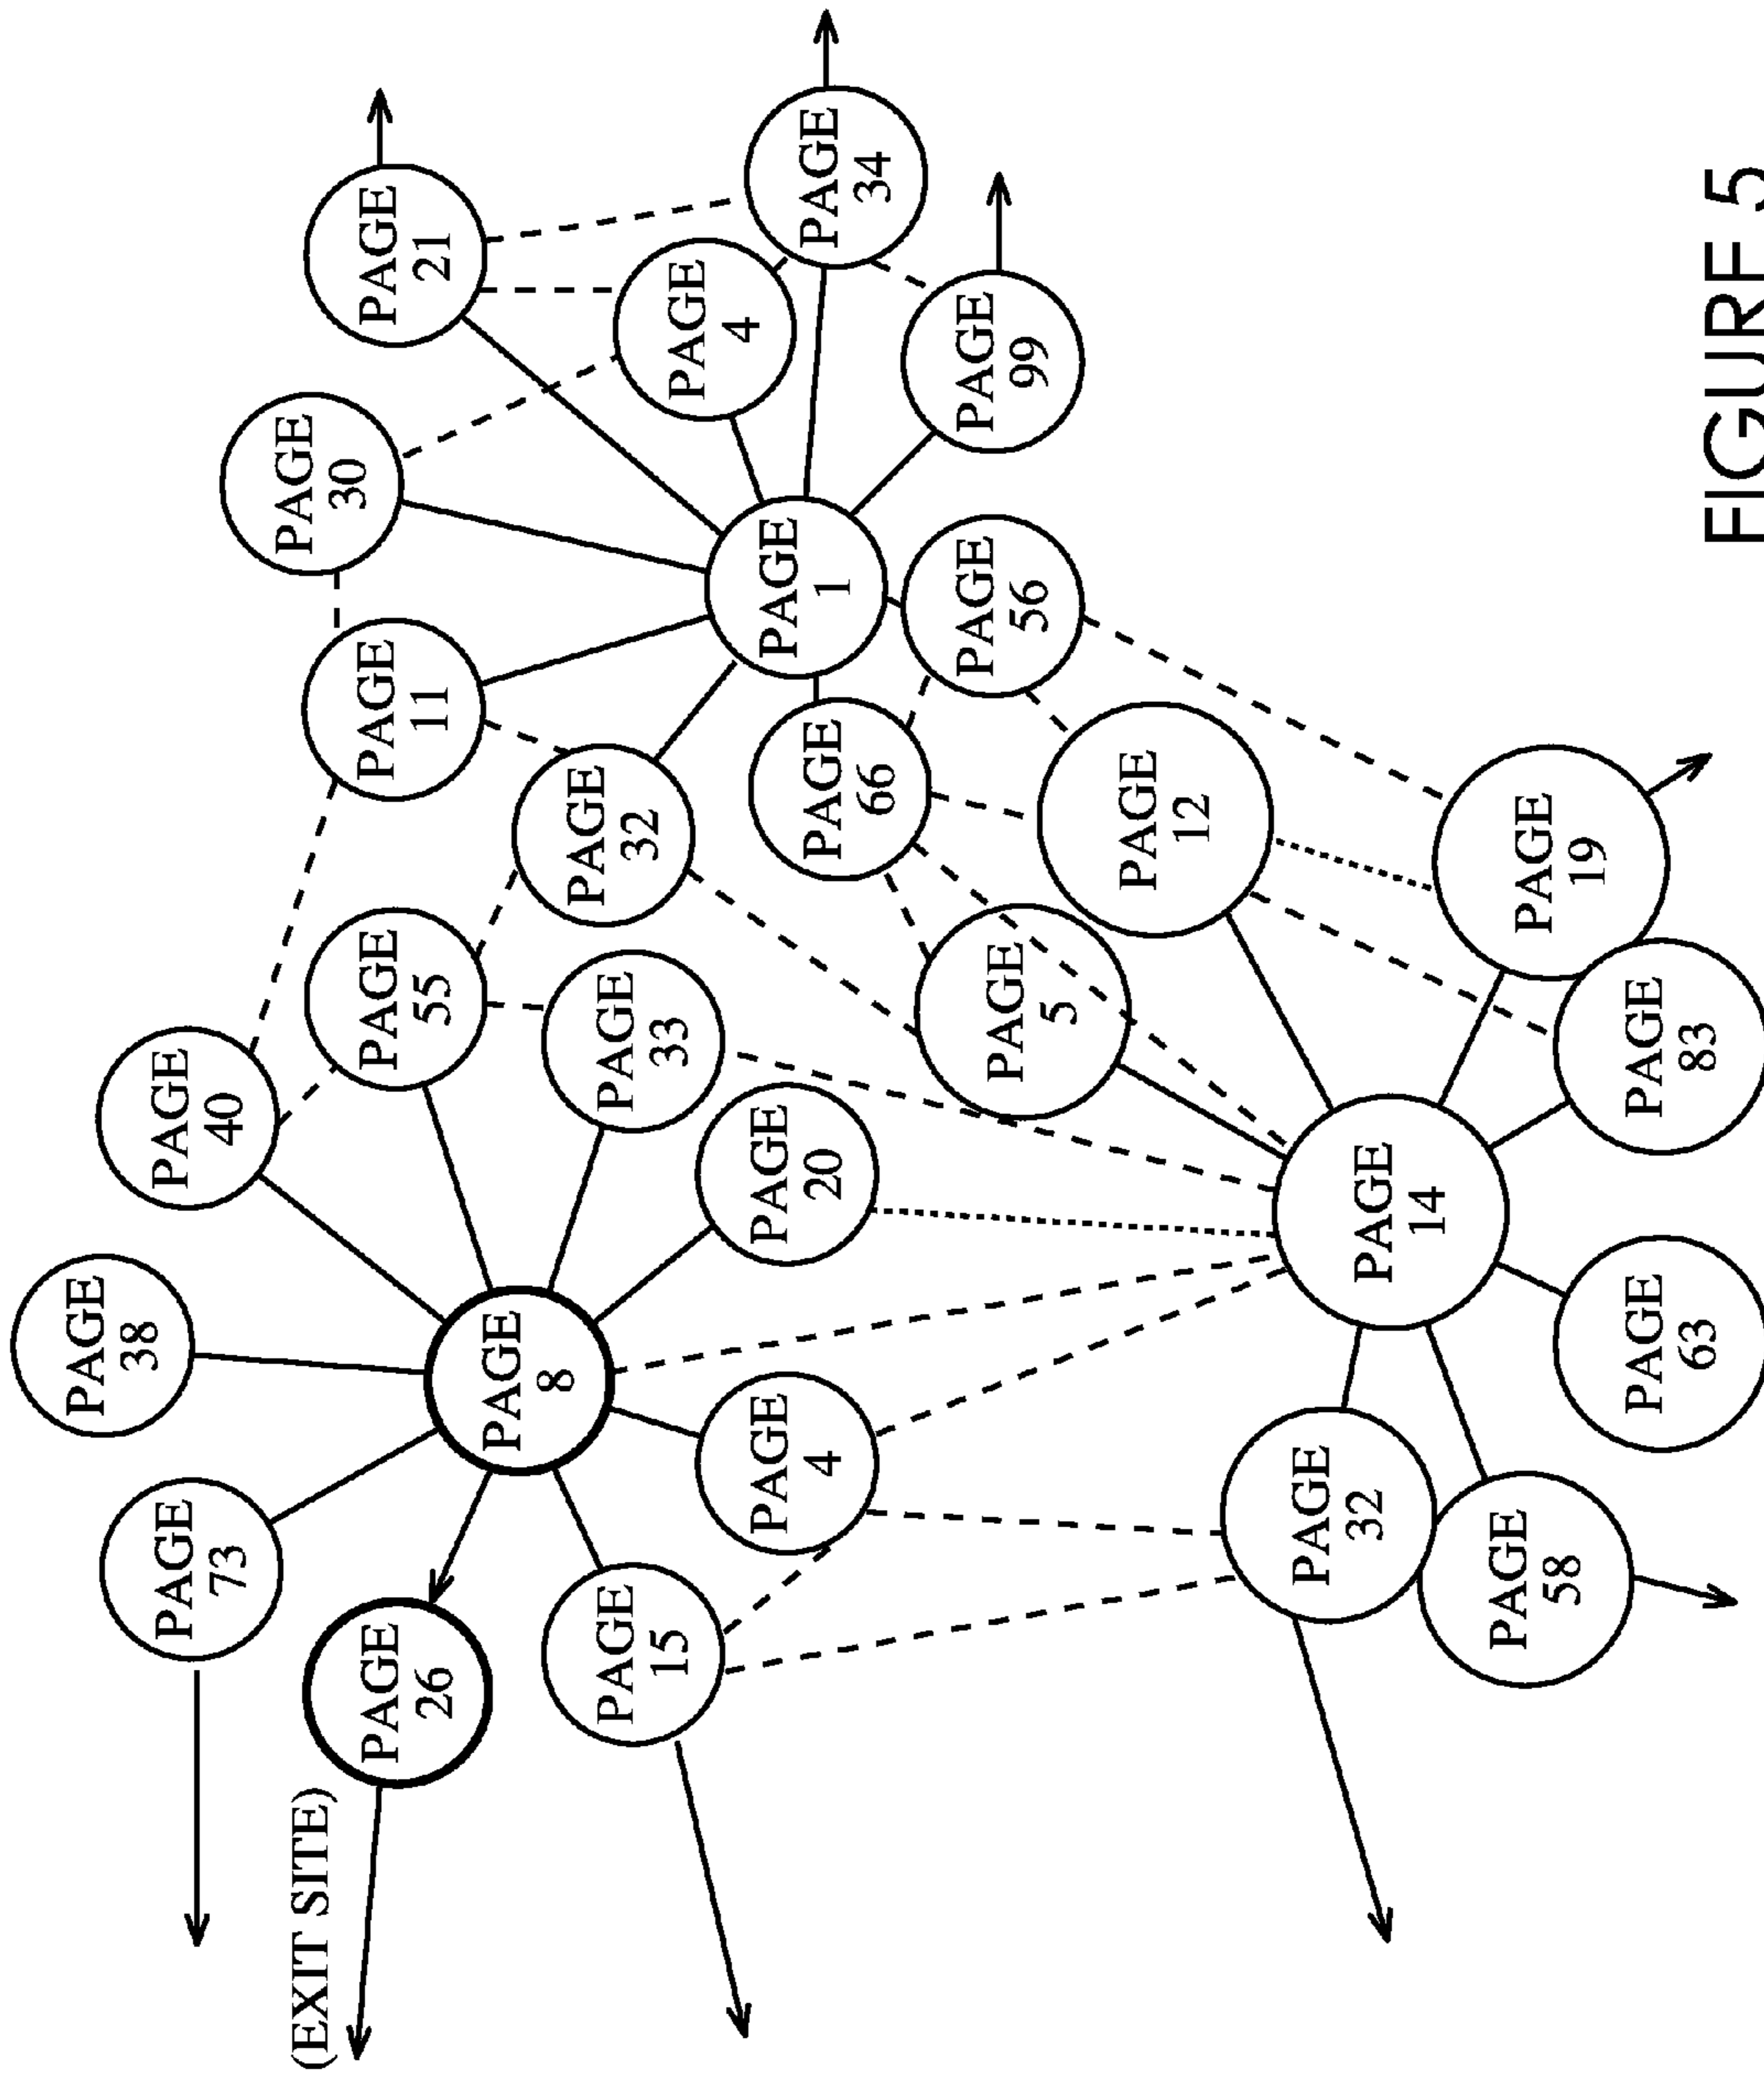 PAGE
38
PAGE
73
PAGE
40
PAGE
30
(EXIT SITE)
PAGE
26
PAGE
55
PAGE
11
PAGE
21
PAGE
8
PAGE
32
PAGE
15
PAGE
33
PAGE
4
PAGE
4
PAGE
20
PAGE
1
PAGE
66
PAGE
34
PAGE
56
PAGE
99
PAGE
5
PAGE
12
PAGE
32
PAGE
14
PAGE
58
PAGE
19
PAGE
63
PAGE
83
FIGURE 5